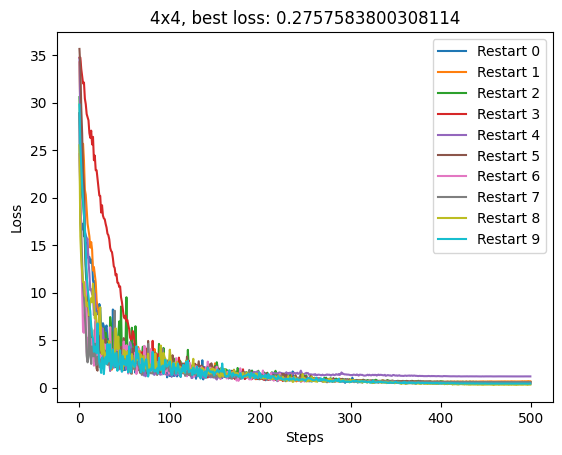 4x4, best loss: 0.2757583800308114
35
30
25
20
15
10
5
0
Loss
0
100
200
300
400
500
Steps
Restart 0
Restart 1
Restart 2
Restart 3
Restart 4
Restart 5
Restart 6
Restart 7
Restart 8
Restart 9